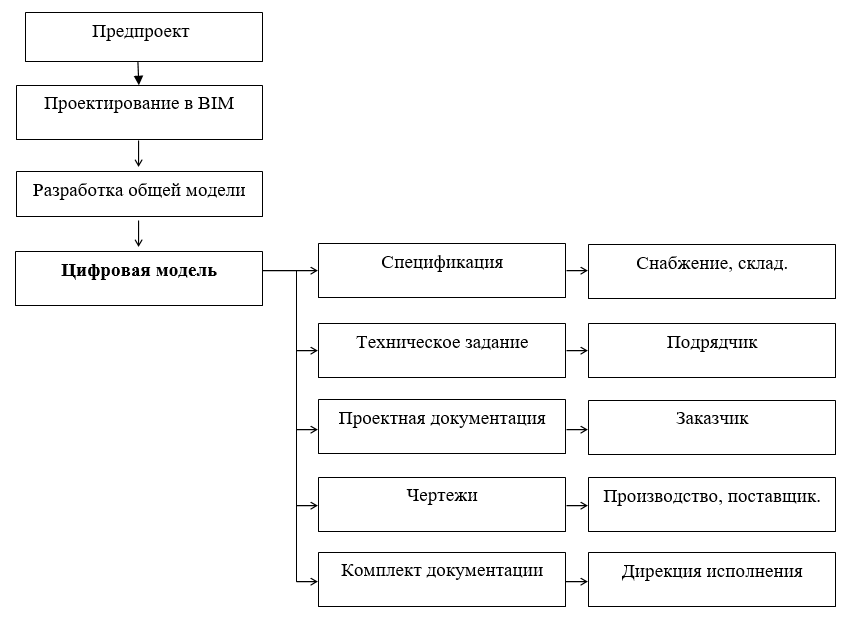 Предпроект
Проектирование в BIM
Разработка общей модели
Цифровая модель
Спецификация
Снабжение, склад.
Техническое задание
Подрядчик
Проектная документация
Заказчик
Чертежи
Производство, поставщик.
Комплект документации
Дирекция исполнения